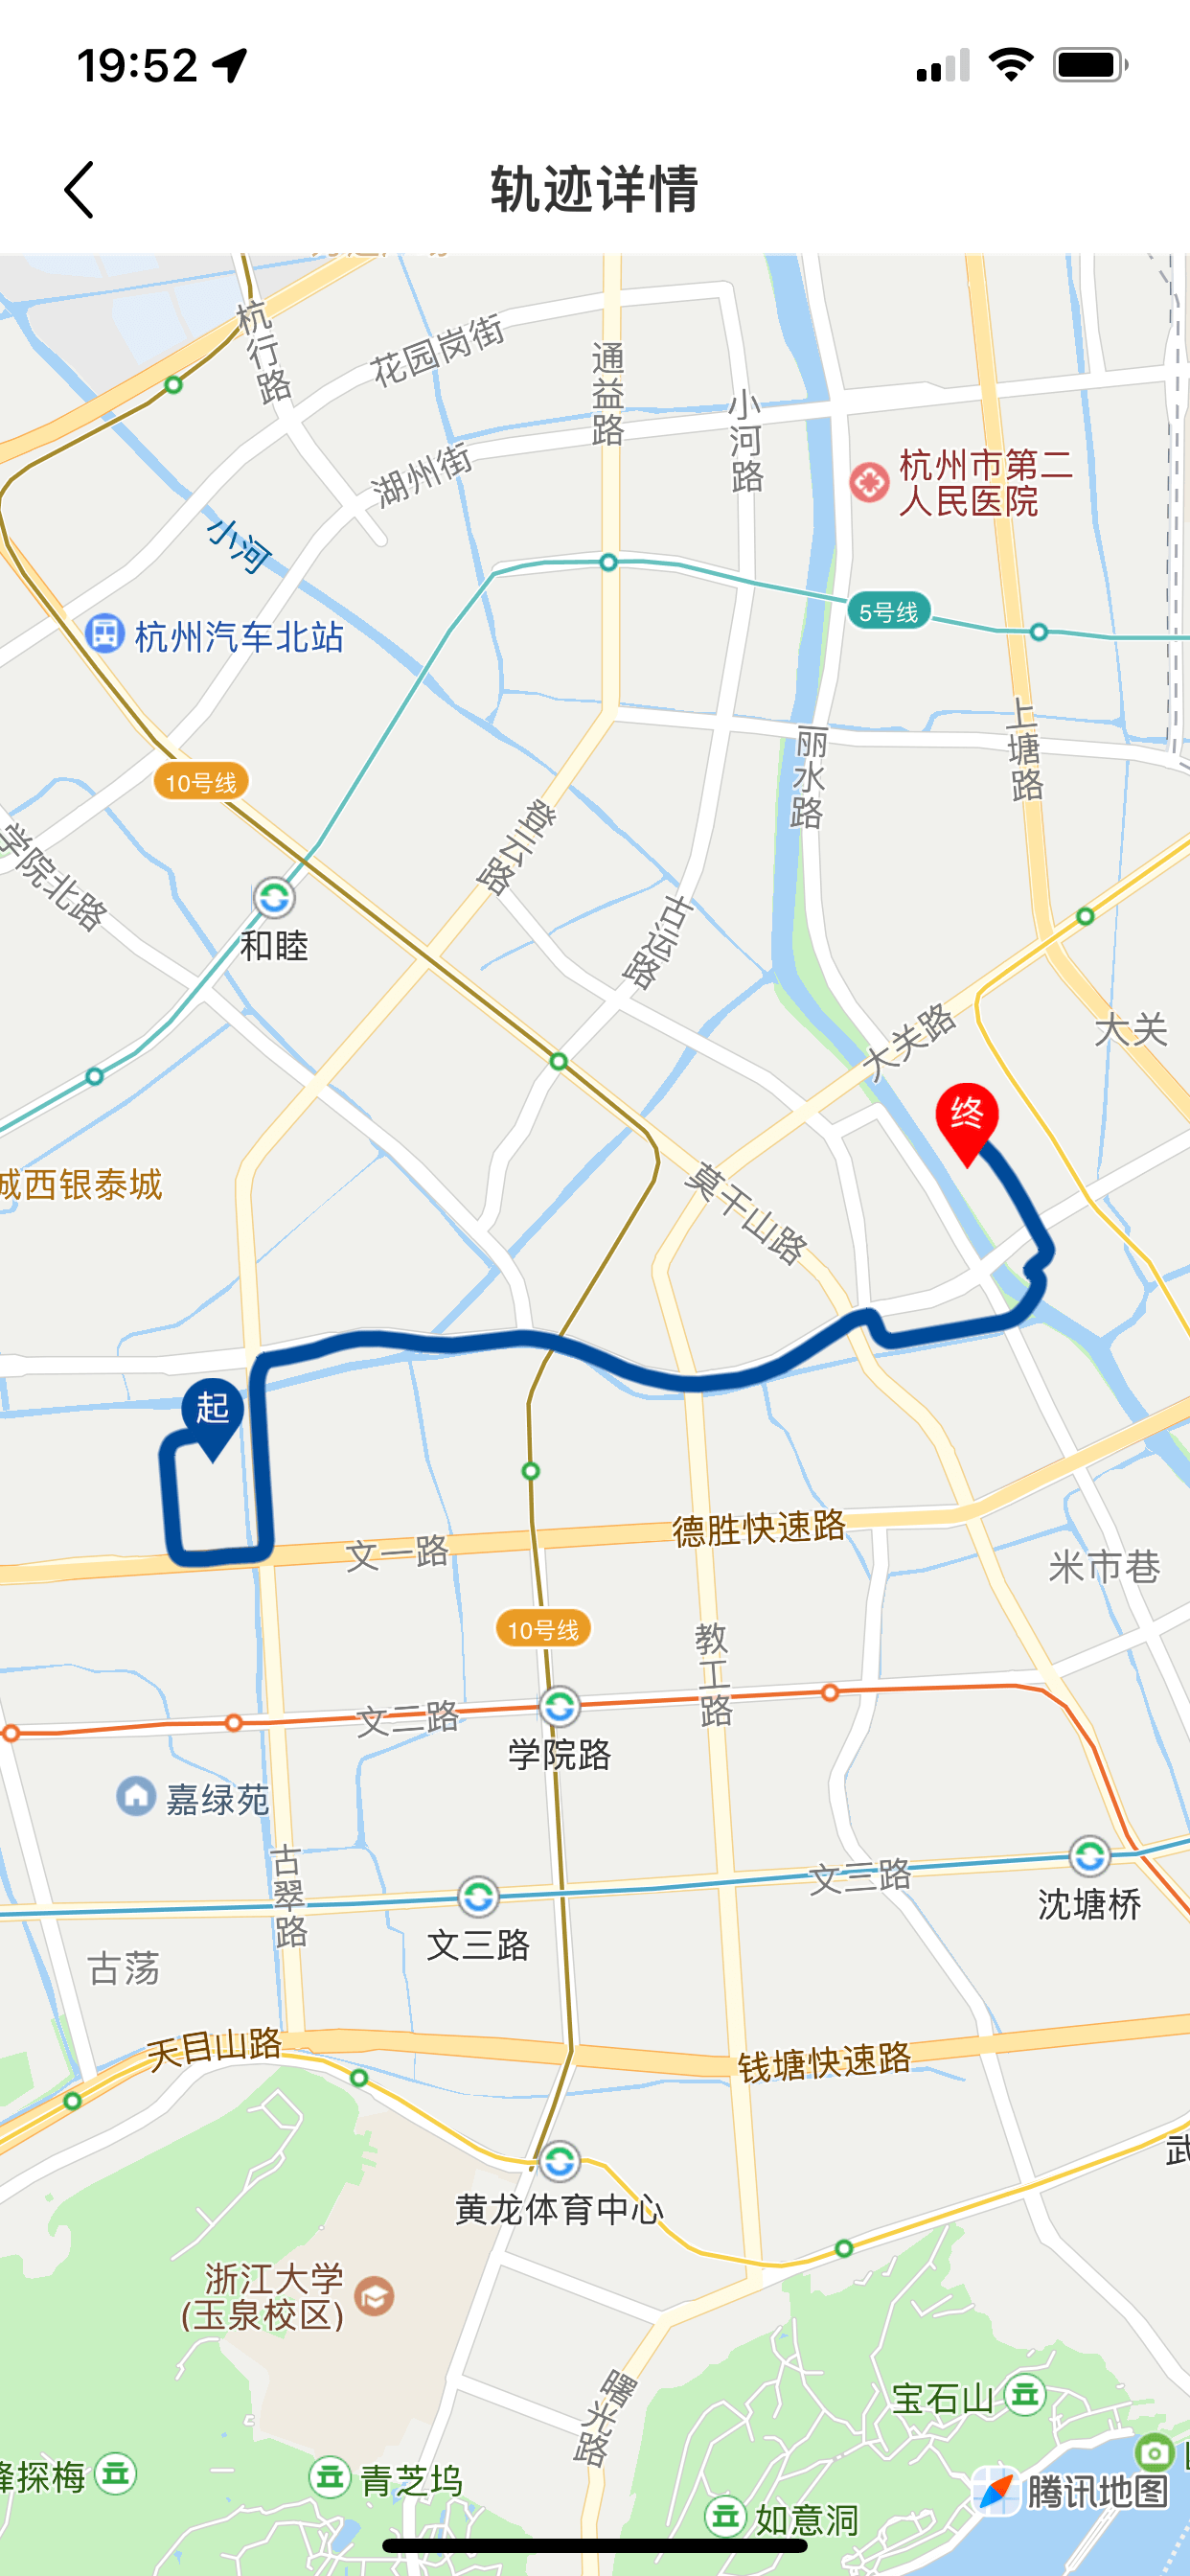 19:52
轨迹详情
杭行路
花园岗街
通益路
小河路
湖州街
杭州市第二
人民医院
小河
5号线
杭州汽车北站
上塘路
丽水路
10号线
登云路
学院北路
古运路
和睦
大关路
大关
终
城西银泰城
莫干山路
起
德胜快速路
文一路
米市巷
10号线
教工路
文二路
学院路
嘉绿苑
古翠路
文三路
沈塘桥
文三路
古荡
天目山路
钱塘快速路
武
黄龙体育中心
浙江大学
(玉泉校区)
曙光路
宝石山
探梅
青芝坞
腾讯地图
如意洞